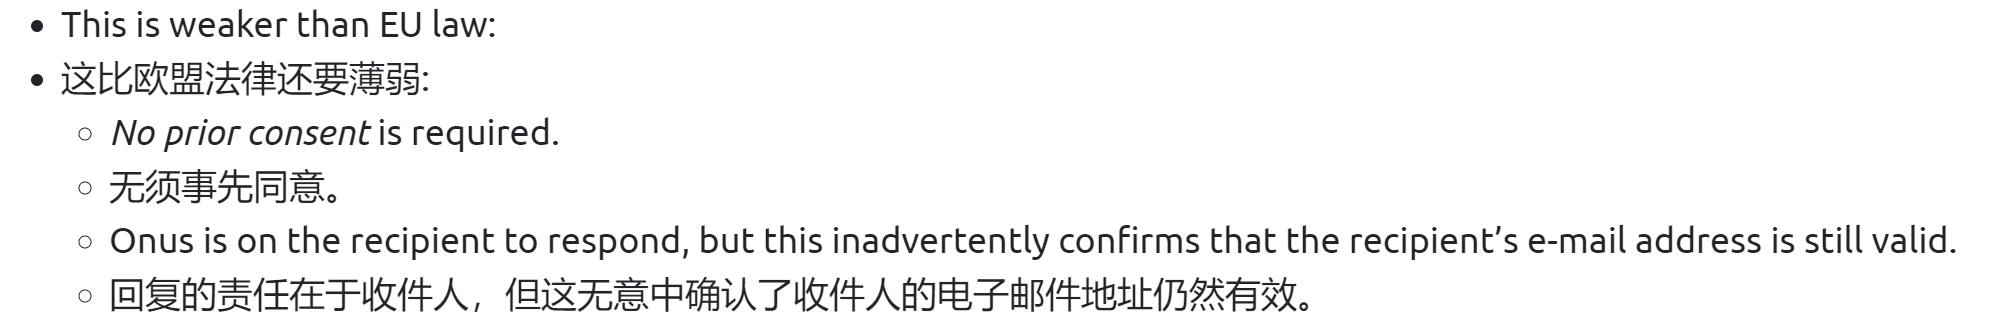 This is weaker than EU law:
这比欧盟法律还要薄弱:
No prior consent is required.
无须事先同意。
Onus is on the recipient to respond, but this inadvertently confirms that the recipient’s e-mail address is still valid.
回复的责任在于收件人，但这无意中确认了收件人的电子邮件地址仍然有效。